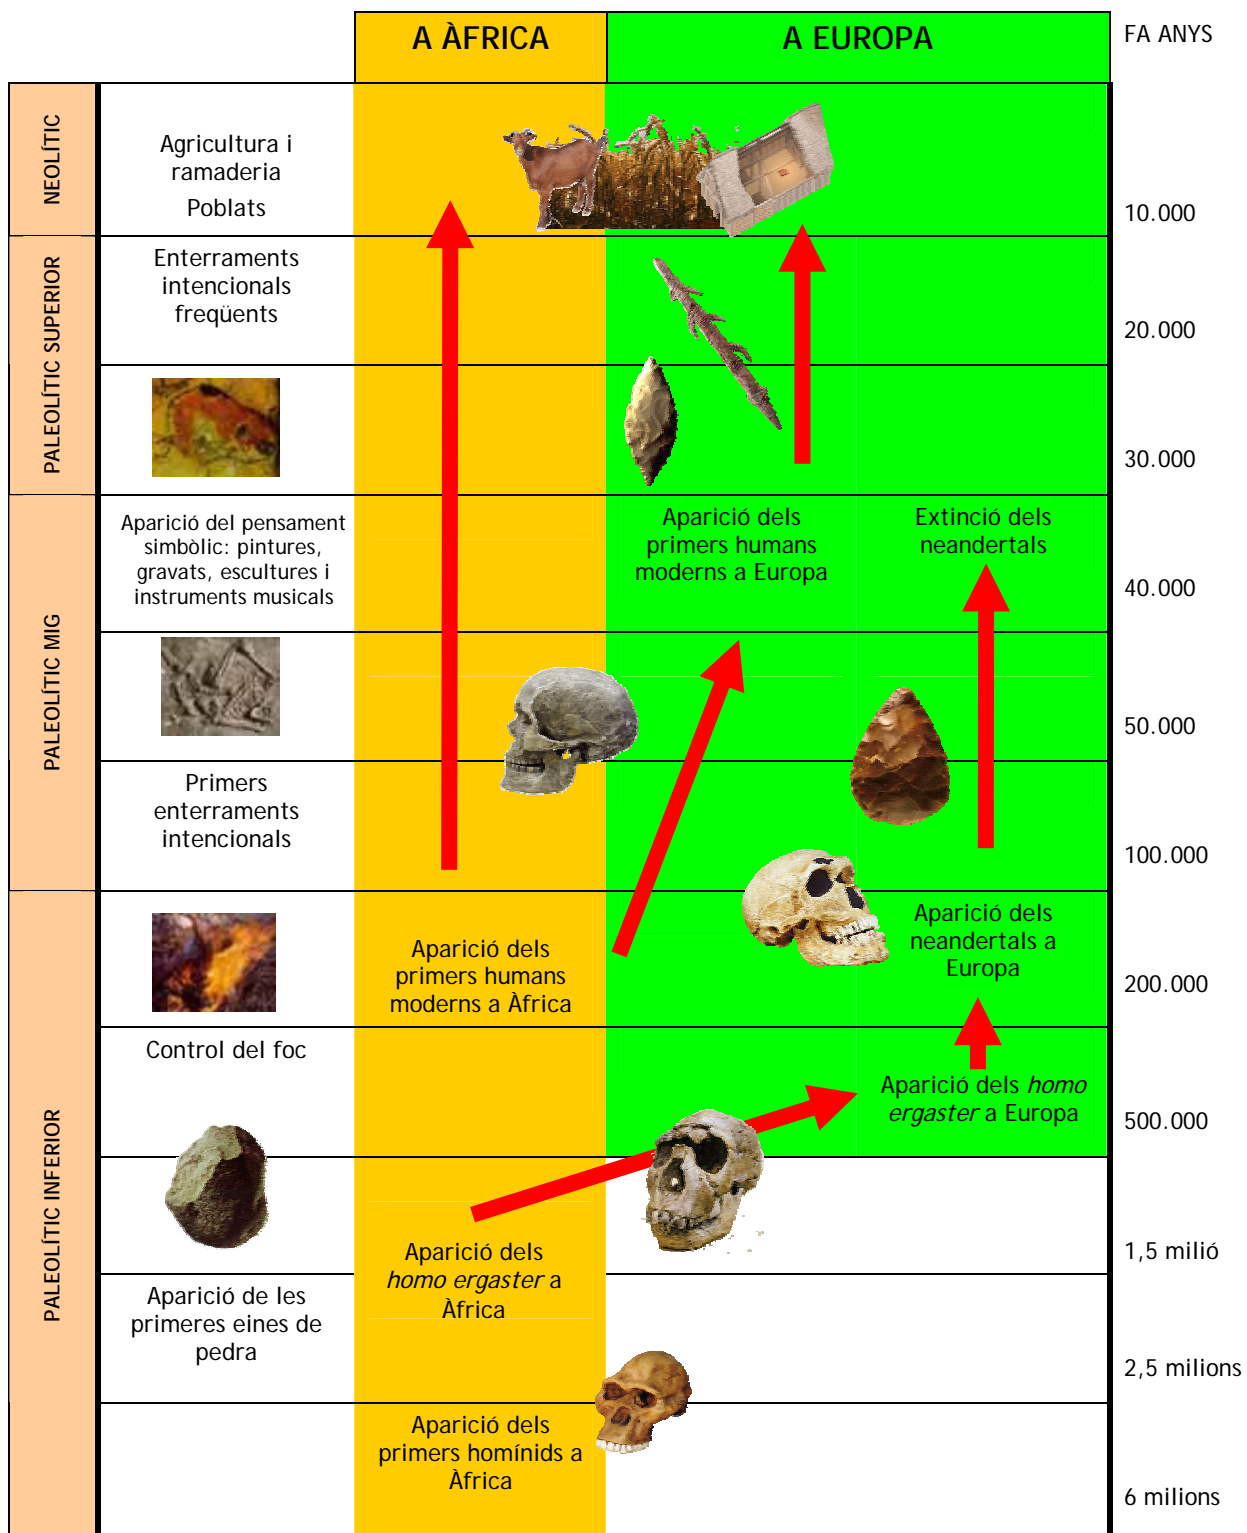 A ÀFRICA
A EUROPA
FA ANYS
NEOLÍTIC
Agricultura i
ramaderia
Poblats
10.000
PALEOLÍTIC SUPERIOR
Enterraments
intencionals
freqüents
20.000
30.000
PALEOLÍTIC MIG
Aparició del pensament
simbòlic: pintures,
gravats, escultures i
instruments musicals
Aparició dels
primers humans
moderns a Europa
Extinció dels
neandertals
40.000
50.000
Primers
enterraments
intencionals
100.000
PALEOLÍTIC INFERIOR
Aparició dels
primers humans
moderns a Àfrica
Aparició dels
neandertals a
Europa
200.000
Control del foc
Aparició dels homo
ergaster a Europa
500.000
Aparició dels
homo ergaster a
Àfrica
1,5 milió
Aparició de les
primeres eines de
pedra
2,5 milions
Aparició dels
primers homínids a
Àfrica
6 milions